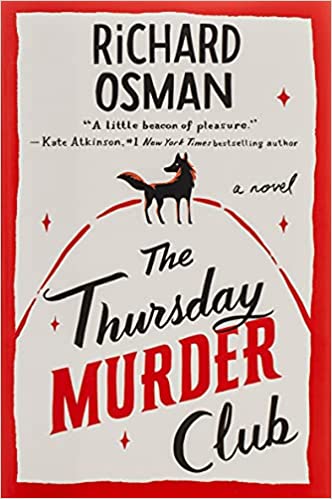 RiCHARD
OSMAN
"A little beacon of pleasure."
—Kate Atkinson, #1 New York Times bestselling author
a novel
The
Thursday
MURDER
Club